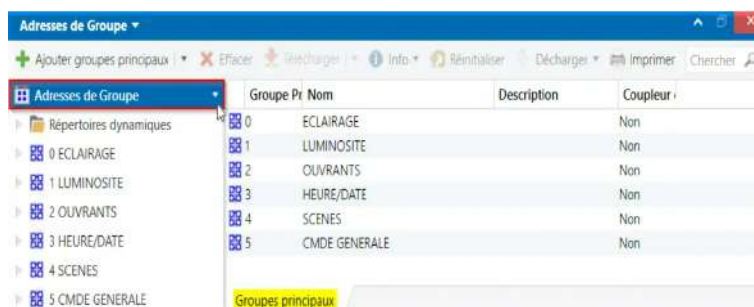 Adresses de Groupe
Ajouter groupes principaux Effacer Télécharger Info Réinitialiser Décharger Imprimer Chercher
Adresses de Groupe
Répertoires dynamiques
0 ECLAIRAGE
1 LUMINOSITE
2 OUVRANTS
3 HEURE/DATE
4 SCENES
5 CMDE GENERALE
Groupe Pr Nom Description Coupleur
0 ECLAIRAGE Non
1 LUMINOSITE Non
2 OUVRANTS Non
3 HEURE/DATE Non
4 SCENES Non
5 CMDE GENERALE Non
Groupes principaux